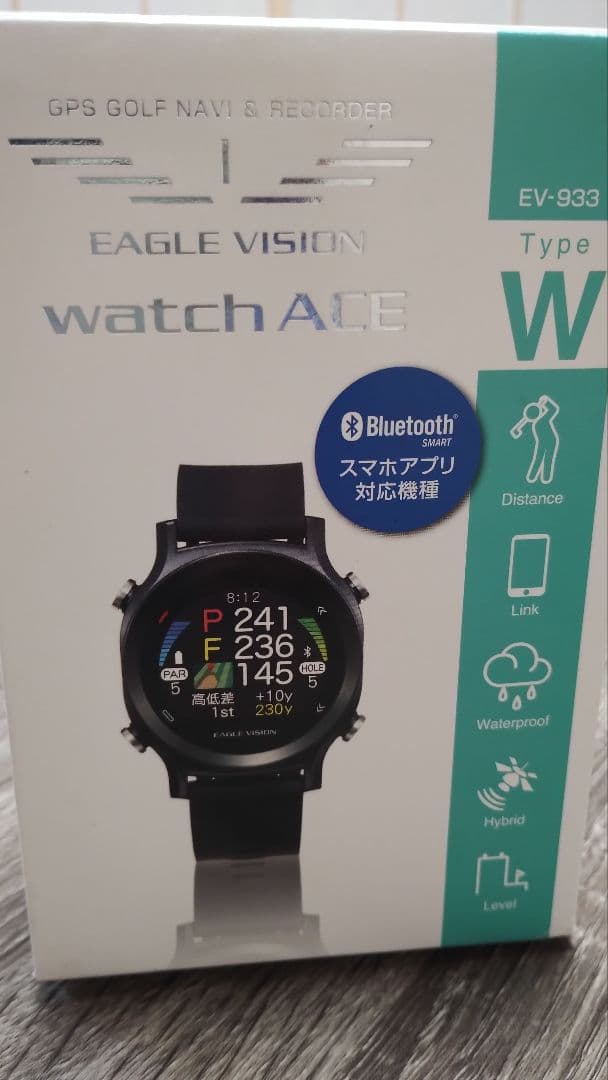 GPS GOLF NAVI & RECORDER
EAGLE VISION
watch ACE
EV-933
Type
W
Bluetooth®
SMART
スマホアプリ
対応機種
Distance
Link
Waterproof
Hybrid
Level
8:12
P 241
F 236
145
PAR
5
HOLE
5
高低差 +10y
1st 230y
EAGLE VISION